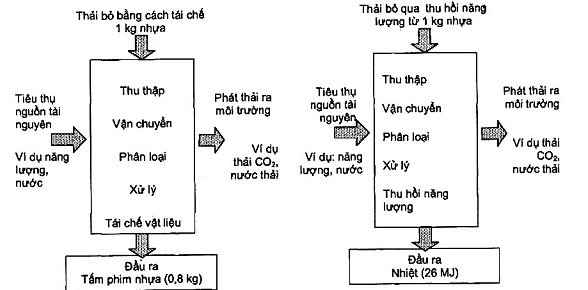 Thải bỏ bằng cách tái chế
1 kg nhựa
Tiêu thụ
nguồn tài
nguyên
Ví dụ năng
lượng,
nước
Thu thập
Vận chuyển
Phân loại
Xử lý
Tái chế vật liệu
Phát thải ra
môi trường
Ví dụ
thải CO₂,
nước thải
Đầu ra
Tấm phim nhựa (0,8 kg)
Thải bỏ qua thu hồi năng
lượng từ 1 kg nhựa
Tiêu thụ
nguồn tài
nguyên
Ví dụ: năng
lượng, nước
Thu thập
Vận chuyển
Phân loại
Xử lý
Thu hồi năng
lượng
Phát thải ra
môi trường
Ví dụ thải
CO₂,
nước thải
Đầu ra
Nhiệt (26 MJ)